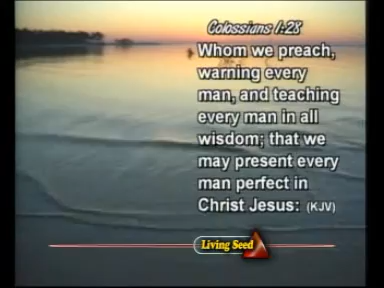 Colossians 1:28
Whom we preach,
warning every
man, and teaching
every man in all
wisdom; that we
may present every
man perfect in
Christ Jesus: (KJV)
Living Seed